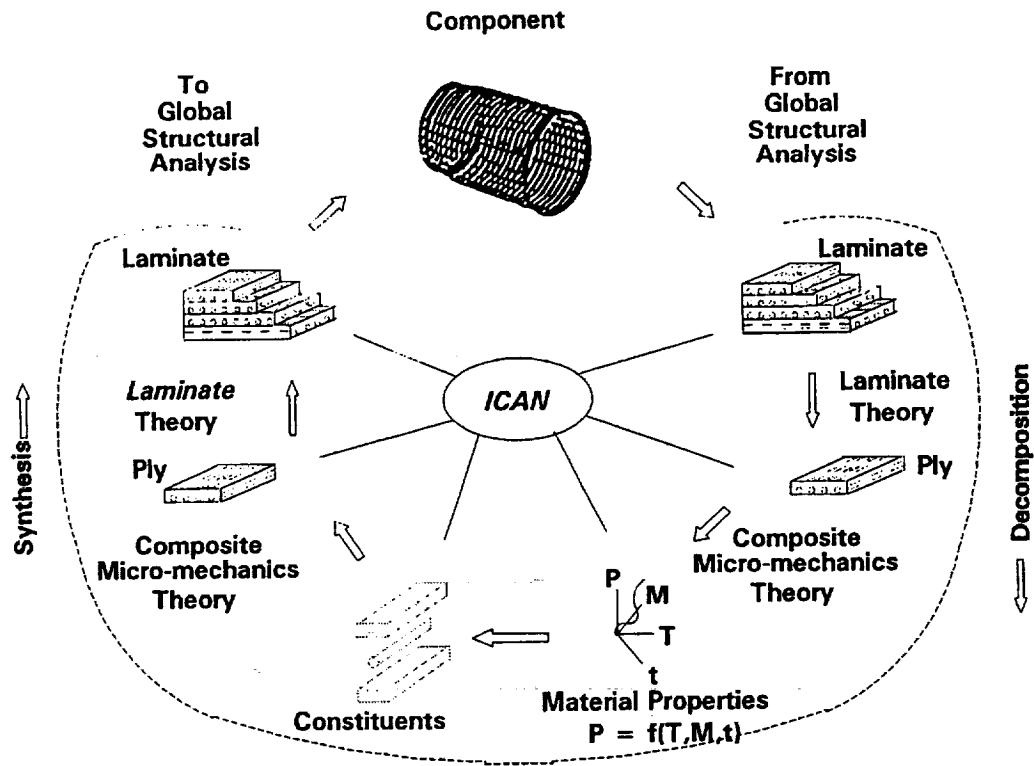 Component
To
Global
Structural
Analysis
From
Global
Structural
Analysis
Laminate
Laminate
ICAN
Laminate
Theory
Laminate
Theory
Ply
Ply
Synthesis
Decomposition
Composite
Micro-mechanics
Theory
Composite
Micro-mechanics
Theory
P
M
T
t
Constituents
Material Properties
P = f(T,M,t)